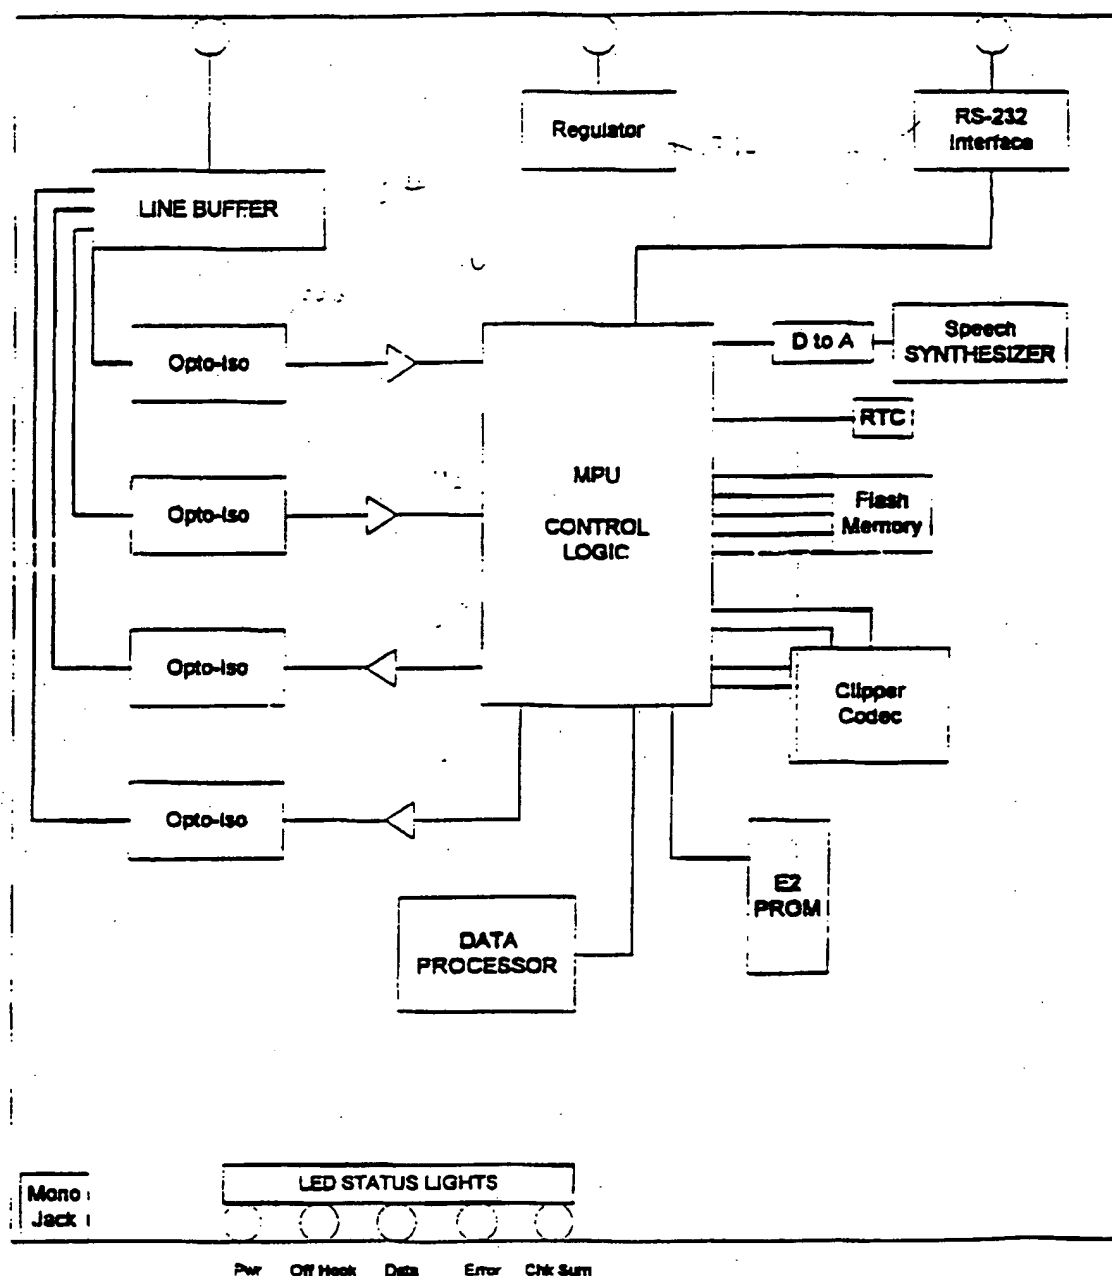 Regulator
RS-232
Interface
LINE BUFFER
Opto-Iso
D to A
Speech
SYNTHESIZER
RTC
Opto-Iso
MPU
CONTROL
LOGIC
Flash
Memory
Opto-Iso
Clipper
Codec
Opto-Iso
E2
PROM
DATA
PROCESSOR
Mono
Jack
LED STATUS LIGHTS
Pwr Off Hook Data Error Chk Sum